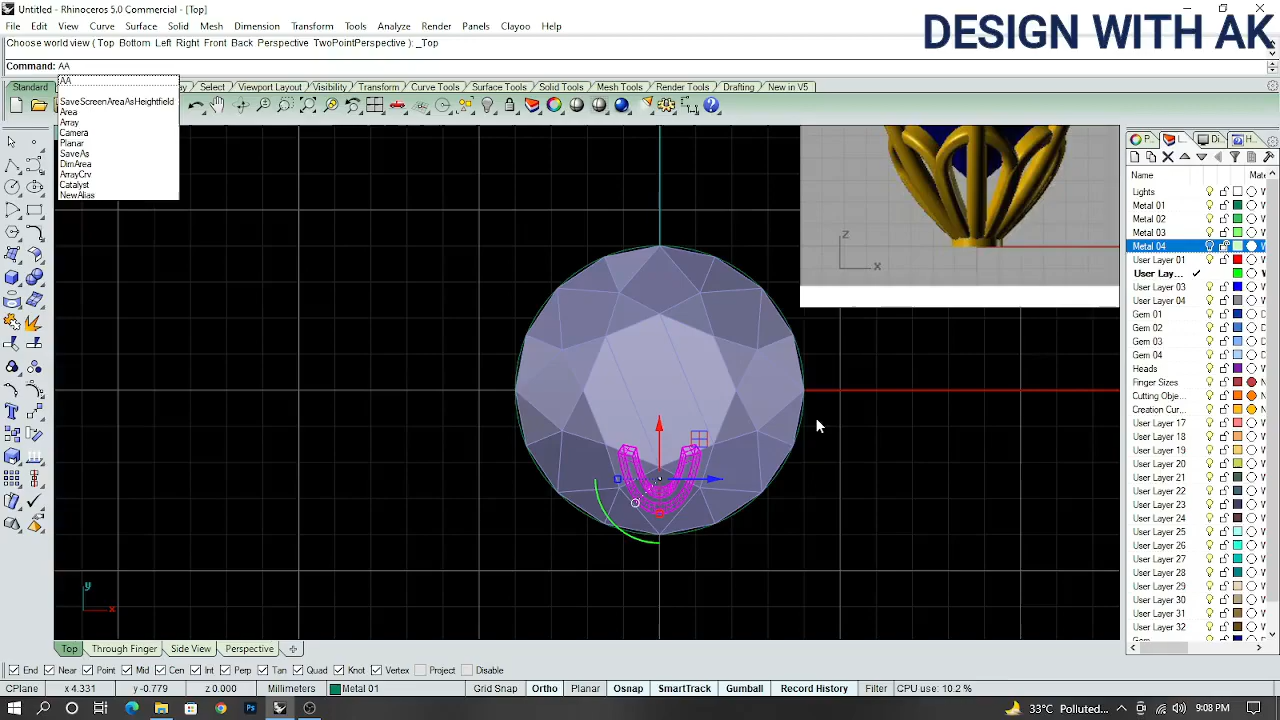 Untitled - Rhinoceros 5.0 Commercial - [Top]
DESIGN WITH AK
File Edit View Curve Surface Solid Mesh Dimension Transform Tools Analyze Render Panels Clayoo Help
Choose world view ( Top Bottom Left Right Front Back Perspective TwoPointPerspective ): _Top
Command: AA
Standard
Select Viewport Layout Visibility Transform Curve Tools Surface Tools Solid Tools Mesh Tools Render Tools Drafting New in V5
AA
SaveScreenAreaAsHeightfield
Area
Array
Camera
Planar
SaveAs
DimArea
ArrayCrv
Catalyst
NewAlias
P... L... Di... H...
Name Mate
Lights
Metal 01
Metal 02
Metal 03
Metal 04
User Layer 01
User Lay...
User Layer 03
User Layer 04
Gem 01
Gem 02
Gem 03
Gem 04
Heads
Finger Sizes
Cutting Objec...
Creation Cur...
User Layer 17
User Layer 18
User Layer 19
User Layer 20
User Layer 21
User Layer 22
User Layer 23
User Layer 24
User Layer 25
User Layer 26
User Layer 27
User Layer 28
User Layer 29
User Layer 30
User Layer 31
User Layer 32
z
x
y
x
Top Through Finger Side View Perspective
End Near Point Mid Cen Int Perp Tan Quad Knot Vertex Project Disable
CPlane x 4.331 y -0.779 z 0.000 Millimeters Metal 01 Grid Snap Ortho Planar Osnap SmartTrack Gumball Record History Filter CPU use: 10.2 %
33°C Polluted... 9:08 PM